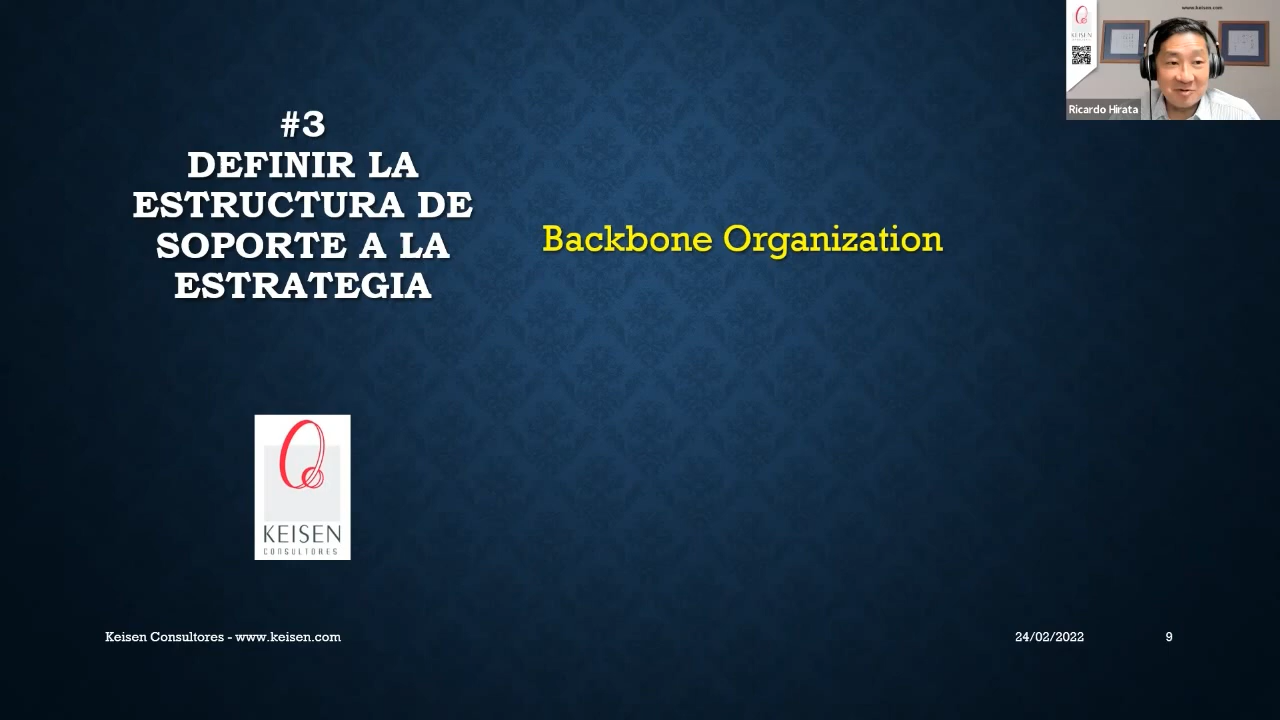 #3
DEFINIR LA
ESTRUCTURA DE
SOPORTE A LA
ESTRATEGIA
Backbone Organization
KEISEN
CONSULTORES
Keisen Consultores - www.keisen.com
24/02/2022
9
www.keisen.com
KEISEN
Ricardo Hirata